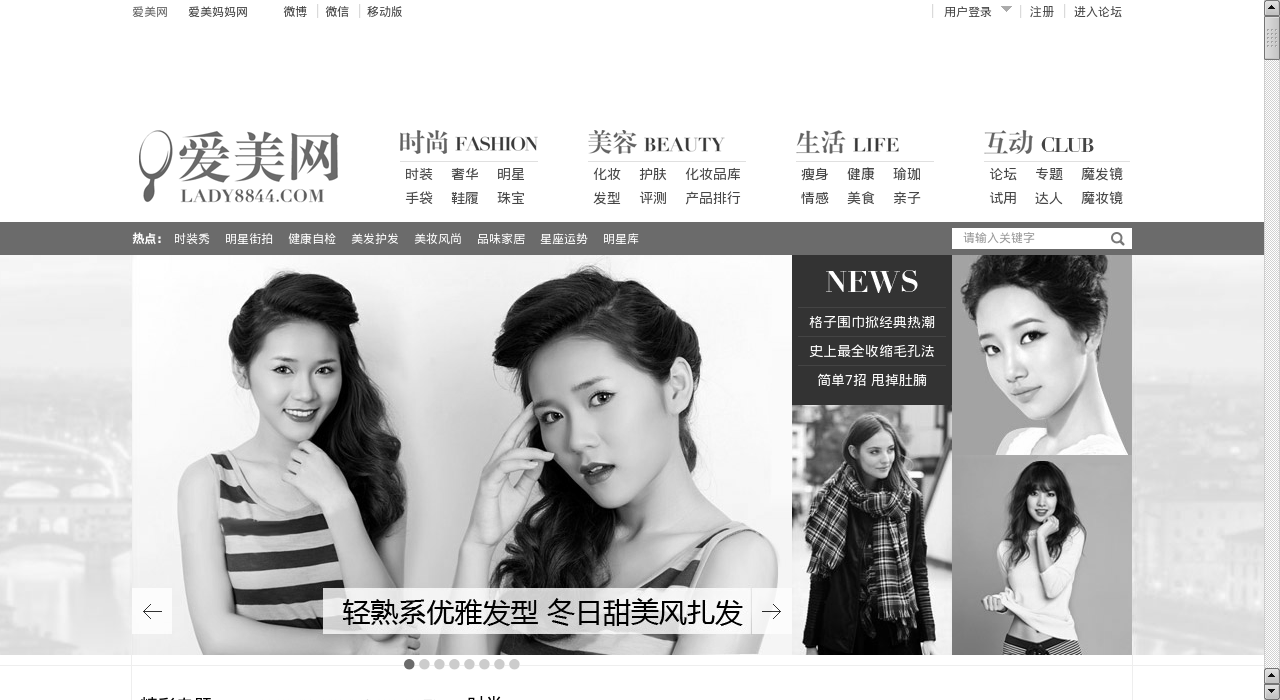 爱美网 爱美妈妈网 微博 微信 移动版 用户登录 注册 进入论坛
爱美网
LADY8844.COM
时尚 FASHION 美容 BEAUTY 生活 LIFE 互动 CLUB
时装 奢华 明星 化妆 护肤 化妆品库 瘦身 健康 瑜珈 论坛 专题 魔发镜
手袋 鞋履 珠宝 发型 评测 产品排行 情感 美食 亲子 试用 达人 魔妆镜
热点: 时装秀 明星街拍 健康自检 美发护发 美妆风尚 品味家居 星座运势 明星库 请输入关键字
NEWS
格子围巾掀经典热潮
史上最全收缩毛孔法
简单7招 甩掉肚腩
轻熟系优雅发型 冬日甜美风扎发